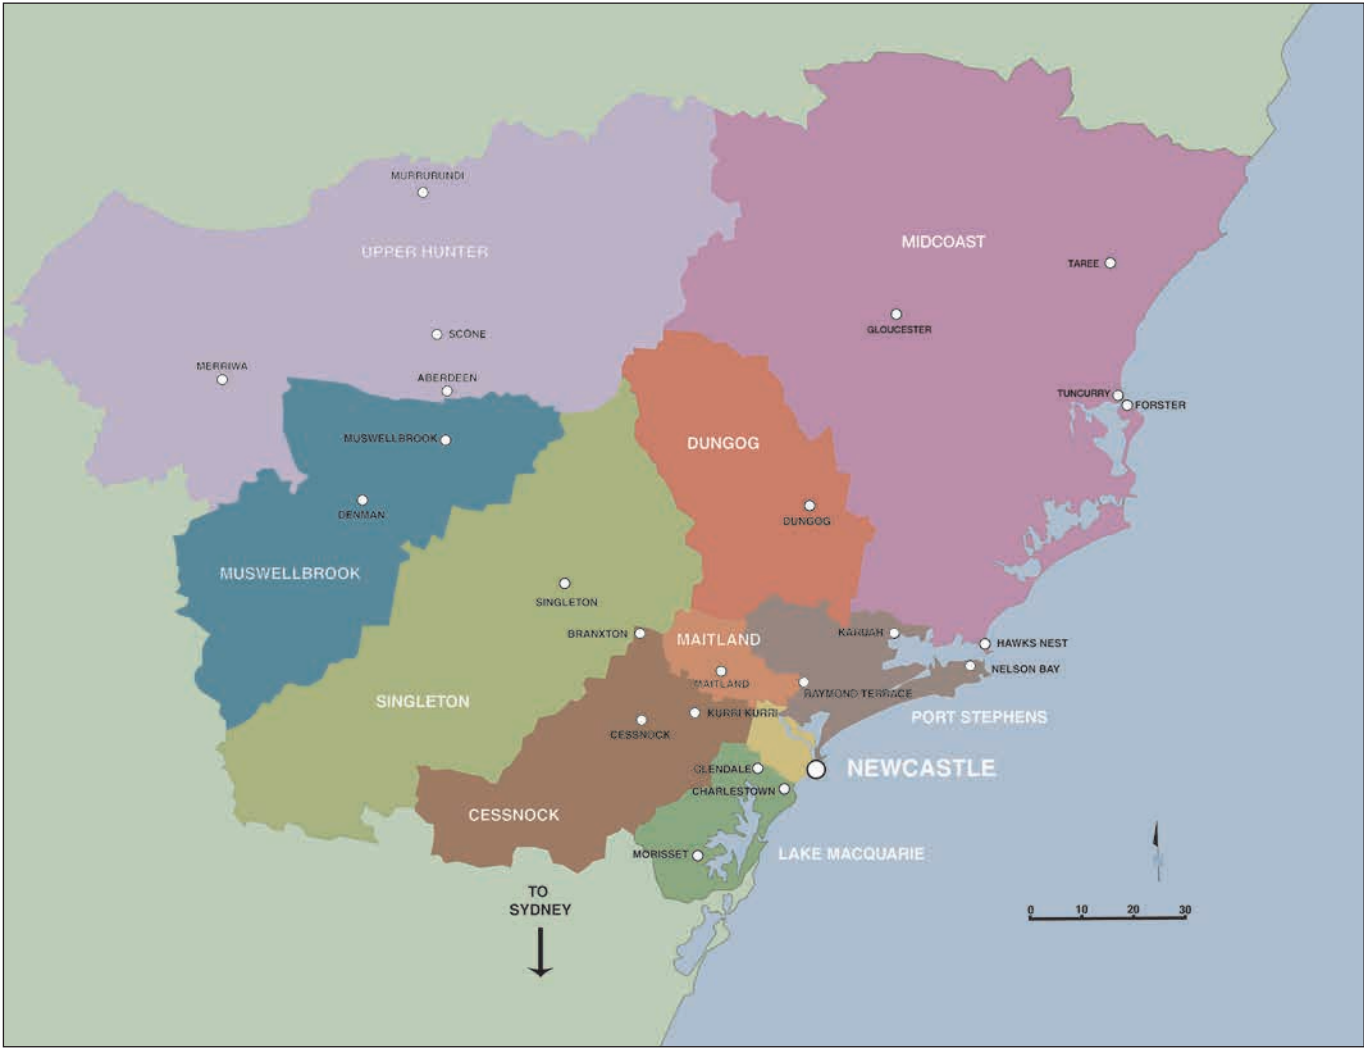 MURRURUNDI
UPPER HUNTER
MIDCOAST
TAREE
GLOUCESTER
SCONE
MERRIWA
ABERDEEN
TUNCURRY
FORSTER
MUSWELLBROOK
DUNGOG
DENMAN
DUNGOG
MUSWELLBROOK
SINGLETON
BRANXTON
MAITLAND
KARUAH
HAWKS NEST
NELSON BAY
MAITLAND
RAYMOND TERRACE
SINGLETON
KURRI KURRI
PORT STEPHENS
CESSNOCK
GLENDALE
NEWCASTLE
CHARLESTOWN
CESSNOCK
MORISSET
LAKE MACQUARIE
TO
SYDNEY
0 10 20 30